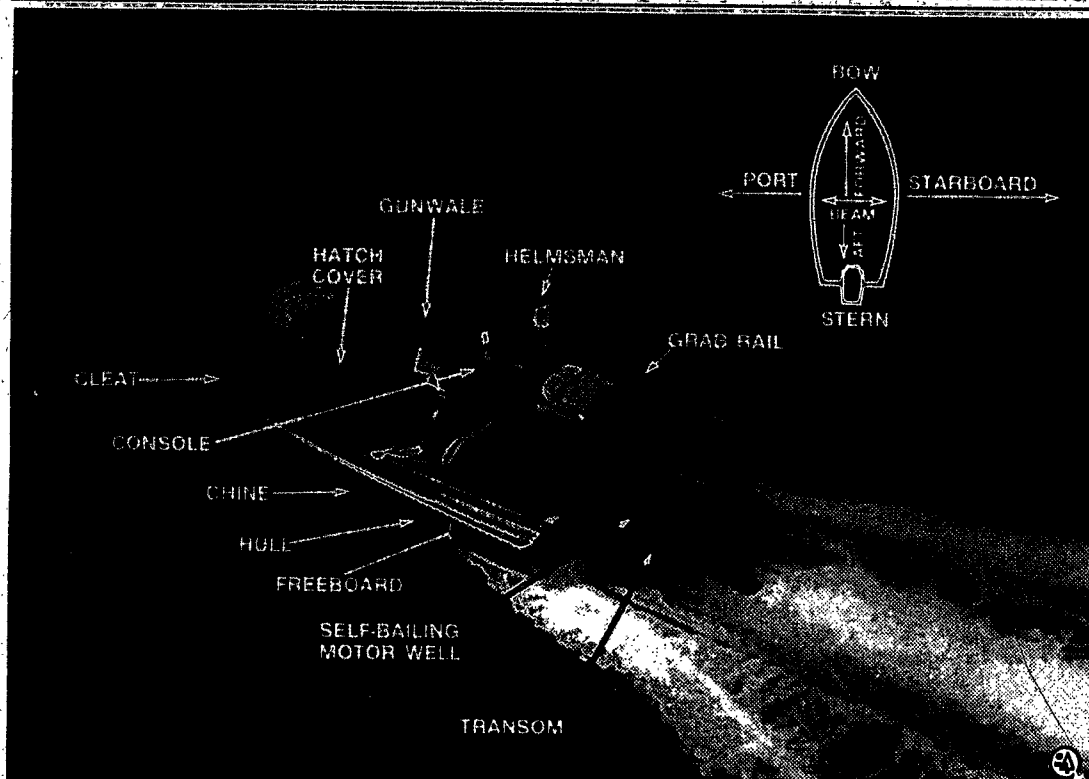 BOW
FORWARD
PORT
STARBOARD
BEAM
AFT
STERN
GUNWALE
HATCH
COVER
HELMSMAN
GRAB RAIL
CLEAT
CONSOLE
CHINE
HULL
FREEBOARD
SELF-BAILING
MOTOR WELL
TRANSOM